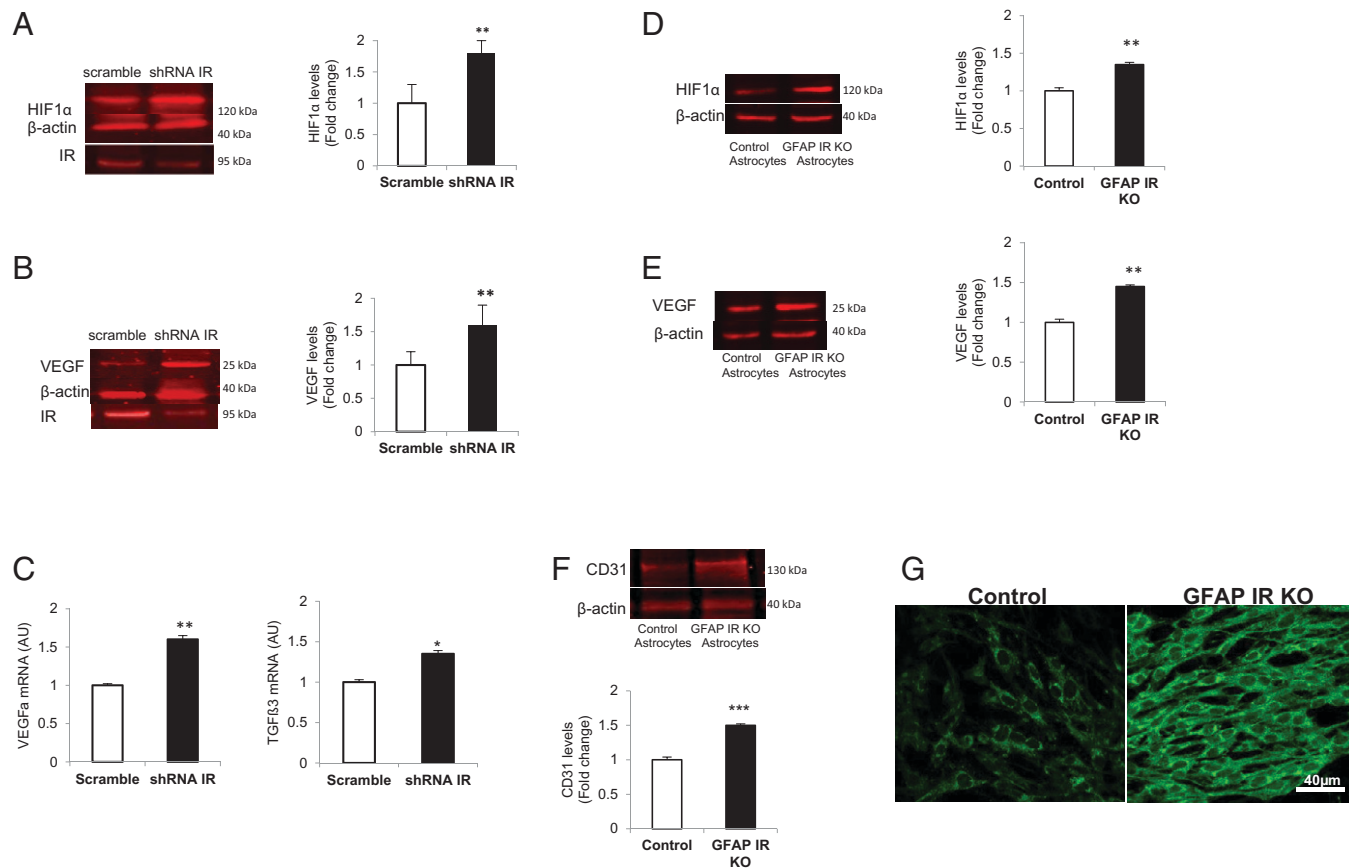 A
scramble shRNA IR
HIF1α
120 kDa
β-actin
40 kDa
IR
95 kDa
HIF1α levels
(Fold change)
2
1.5
1
0.5
0
**
Scramble shRNA IR
D
HIF1α
120 kDa
β-actin
40 kDa
Control GFAP IR KO
Astrocytes Astrocytes
HIF1α levels
(Fold change)
2
1.5
1
0.5
0
**
Control GFAP IR
KO
B
scramble shRNA IR
VEGF
25 kDa
β-actin
40 kDa
IR
95 kDa
VEGF levels
(Fold change)
2
1.5
1
0.5
0
**
Scramble shRNA IR
E
VEGF
25 kDa
β-actin
40 kDa
Control GFAP IR KO
Astrocytes Astrocytes
VEGF levels
(Fold change)
2
1.5
1
0.5
0
**
Control GFAP IR
KO
C
VEGFa mRNA (AU)
2
1.5
1
0.5
0
**
Scramble shRNA IR
TGFß3 mRNA (AU)
2
1.5
1
0.5
0
*
Scramble shRNA IR
F
CD31
130 kDa
β-actin
40 kDa
Control GFAP IR KO
Astrocytes Astrocytes
CD31 levels
(Fold change)
2
1.5
1
0.5
0
***
Control GFAP IR
KO
G
Control GFAP IR KO
40µm